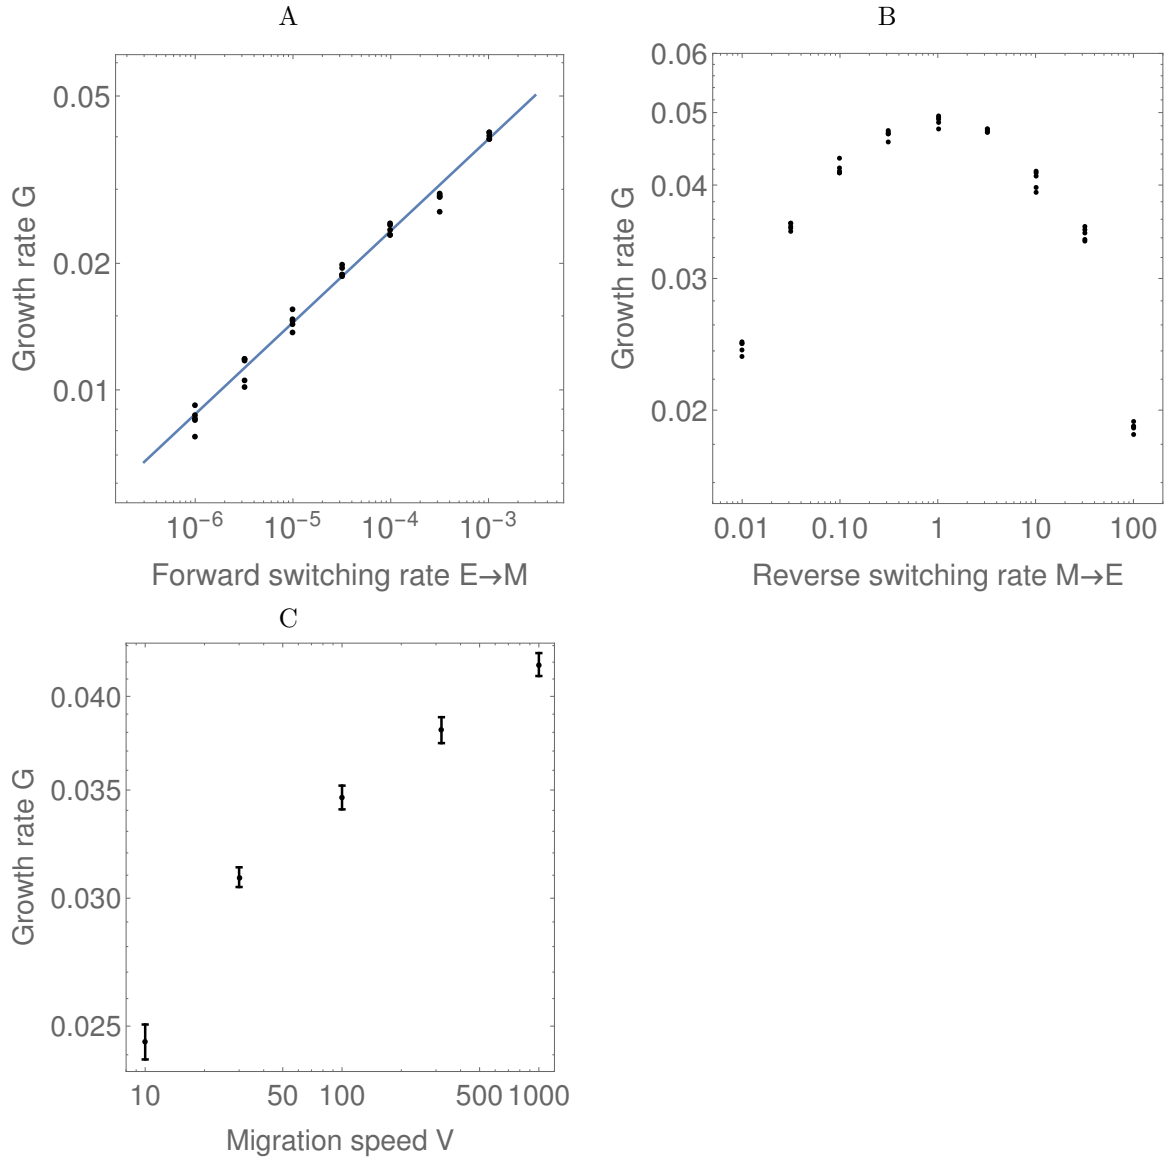 A
Growth rate G
0.05
0.02
0.01
10⁻⁶ 10⁻⁵ 10⁻⁴ 10⁻³
Forward switching rate E→M
B
Growth rate G
0.06
0.05
0.04
0.03
0.02
0.01 0.10 1 10 100
Reverse switching rate M→E
C
Growth rate G
0.040
0.035
0.030
0.025
10 50 100 500 1000
Migration speed V